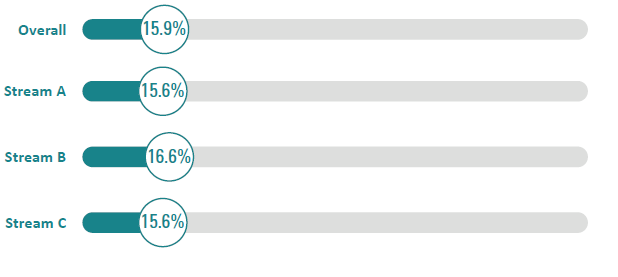 Overall 15.9%
Stream A 15.6%
Stream B 16.6%
Stream C 15.6%